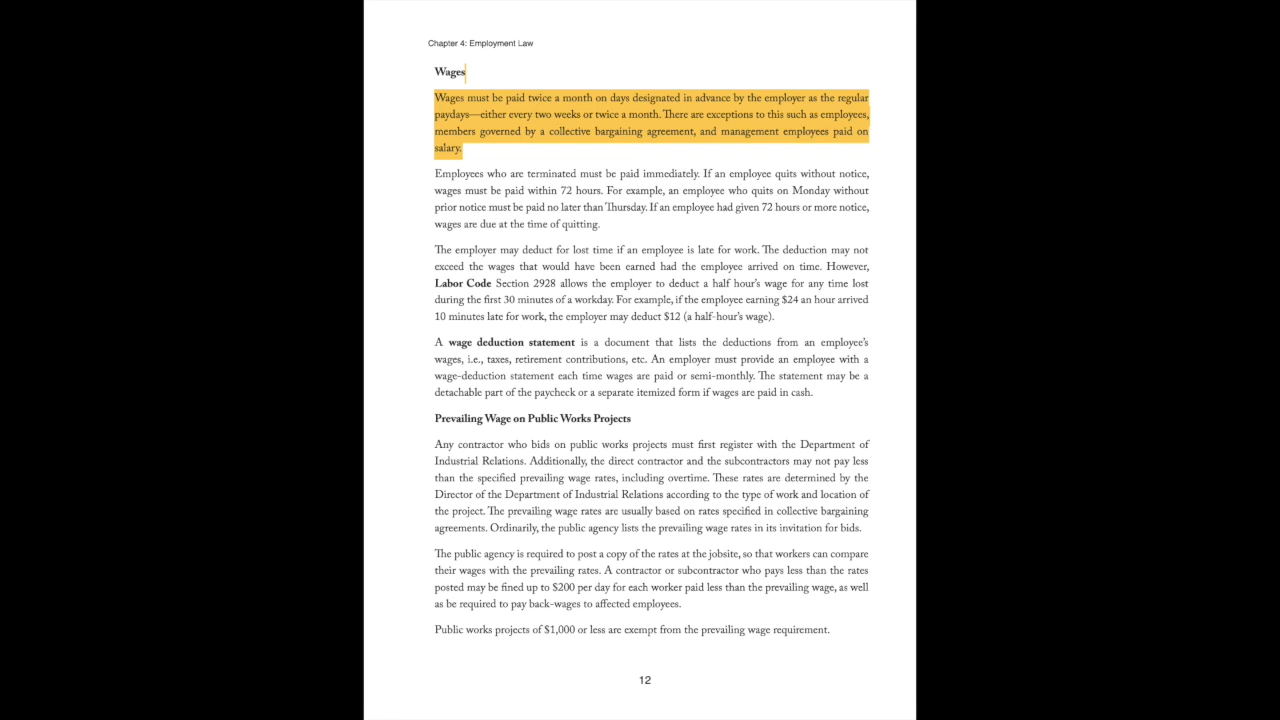 Chapter 4: Employment Law
Wages
Wages must be paid twice a month on days designated in advance by the employer as the regular
paydays—either every two weeks or twice a month. There are exceptions to this such as employees,
members governed by a collective bargaining agreement, and management employees paid on
salary.
Employees who are terminated must be paid immediately. If an employee quits without notice,
wages must be paid within 72 hours. For example, an employee who quits on Monday without
prior notice must be paid no later than Thursday. If an employee had given 72 hours or more notice,
wages are due at the time of quitting.
The employer may deduct for lost time if an employee is late for work. The deduction may not
exceed the wages that would have been earned had the employee arrived on time. However,
Labor Code Section 2928 allows the employer to deduct a half hour's wage for any time lost
during the first 30 minutes of a workday. For example, if the employee earning $24 an hour arrived
10 minutes late for work, the employer may deduct $12 (a half-hour's wage).
A wage deduction statement is a document that lists the deductions from an employee's
wages, i.e., taxes, retirement contributions, etc. An employer must provide an employee with a
wage-deduction statement each time wages are paid or semi-monthly. The statement may be a
detachable part of the paycheck or a separate itemized form if wages are paid in cash.
Prevailing Wage on Public Works Projects
Any contractor who bids on public works projects must first register with the Department of
Industrial Relations. Additionally, the direct contractor and the subcontractors may not pay less
than the specified prevailing wage rates, including overtime. These rates are determined by the
Director of the Department of Industrial Relations according to the type of work and location of
the project. The prevailing wage rates are usually based on rates specified in collective bargaining
agreements. Ordinarily, the public agency lists the prevailing wage rates in its invitation for bids.
The public agency is required to post a copy of the rates at the jobsite, so that workers can compare
their wages with the prevailing rates. A contractor or subcontractor who pays less than the rates
posted may be fined up to $200 per day for each worker paid less than the prevailing wage, as well
as be required to pay back-wages to affected employees.
Public works projects of $1,000 or less are exempt from the prevailing wage requirement.
12